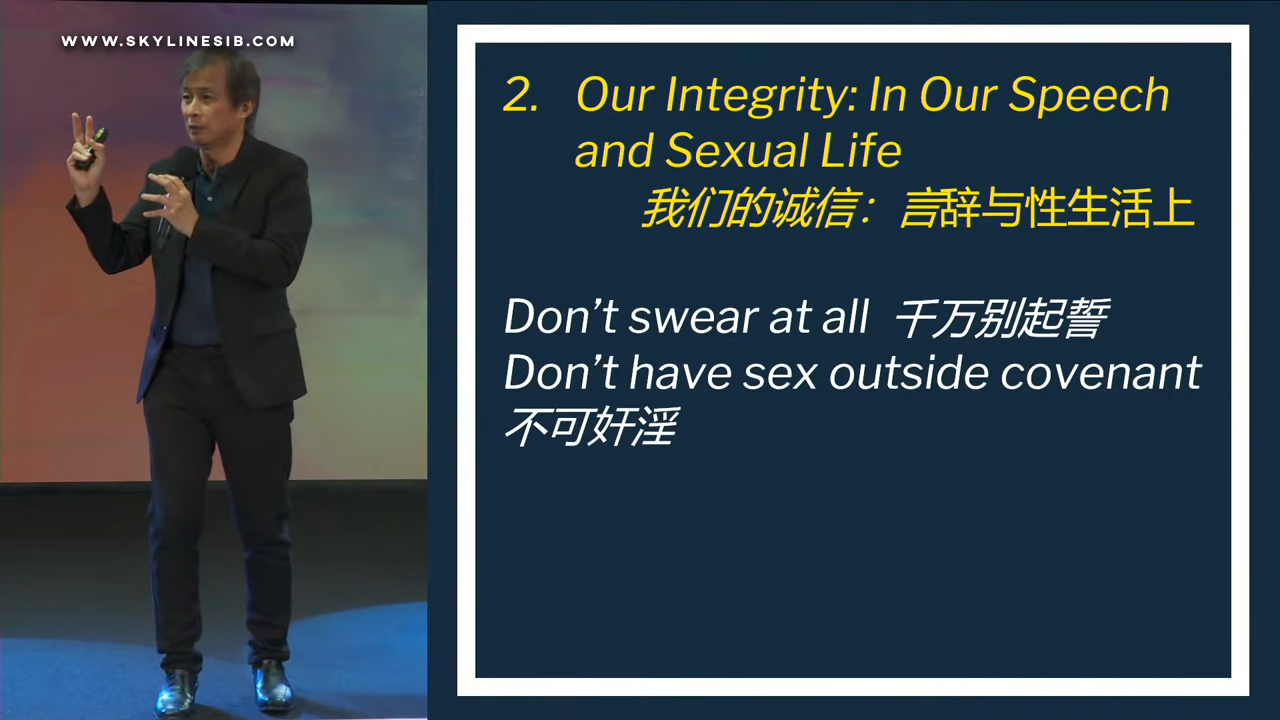 WWW.SKYLINESIB.COM
2. Our Integrity: In Our Speech
and Sexual Life
我们的诚信：言辞与性生活上
Don’t swear at all 千万别起誓
Don’t have sex outside covenant
不可奸淫